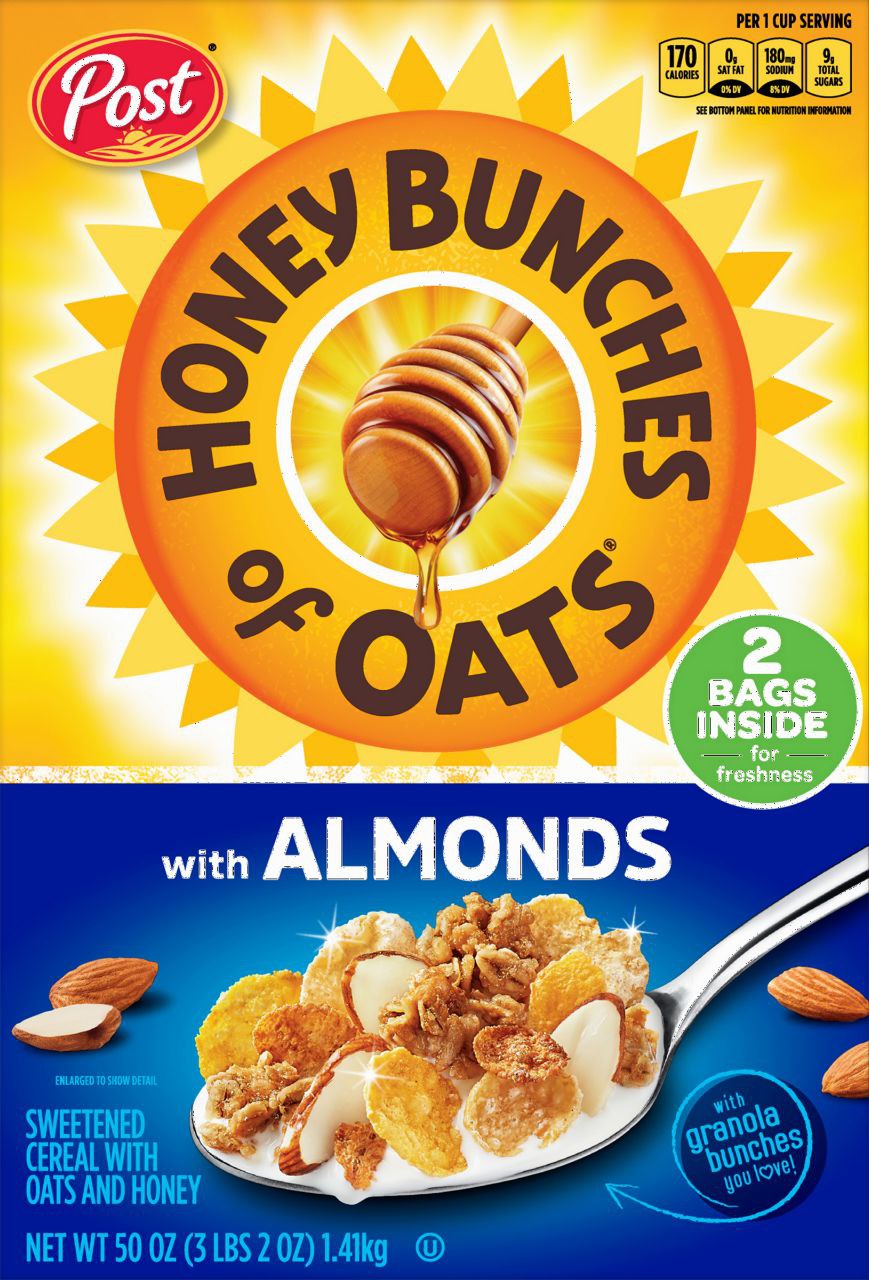 Post®
PER 1 CUP SERVING
170 CALORIES
0g SAT FAT 0% DV
180mg SODIUM 8% DV
9g TOTAL SUGARS
SEE BOTTOM PANEL FOR NUTRITION INFORMATION
HONEY BUNCHES
of OATS®
2
BAGS
INSIDE
for
freshness
with ALMONDS
ENLARGED TO SHOW DETAIL
SWEETENED
CEREAL WITH
OATS AND HONEY
with
granola
bunches
you love!
NET WT 50 OZ (3 LBS 2 OZ) 1.41kg U